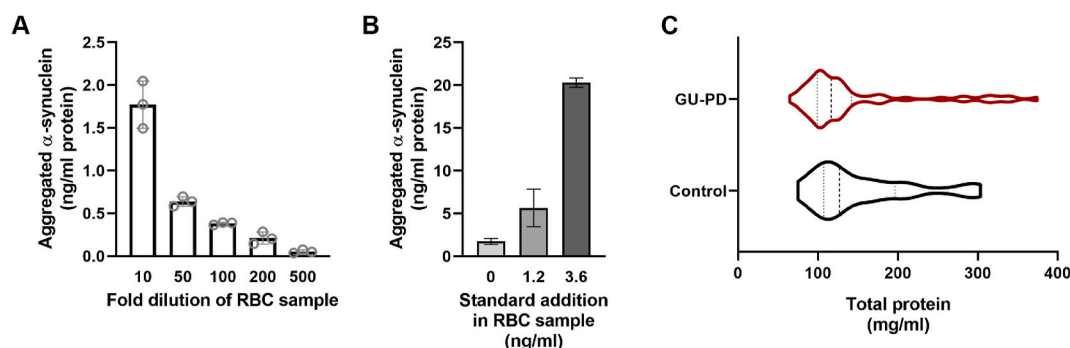 A
Aggregated α-synuclein
(ng/ml protein)
2.5
2.0
1.5
1.0
0.5
0.0
10 50 100 200 500
Fold dilution of RBC sample
B
Aggregated α-synuclein
(ng/ml protein)
25
20
15
10
5
0
0 1.2 3.6
Standard addition
in RBC sample
(ng/ml)
C
GU-PD
Control
0 100 200 300 400
Total protein
(mg/ml)